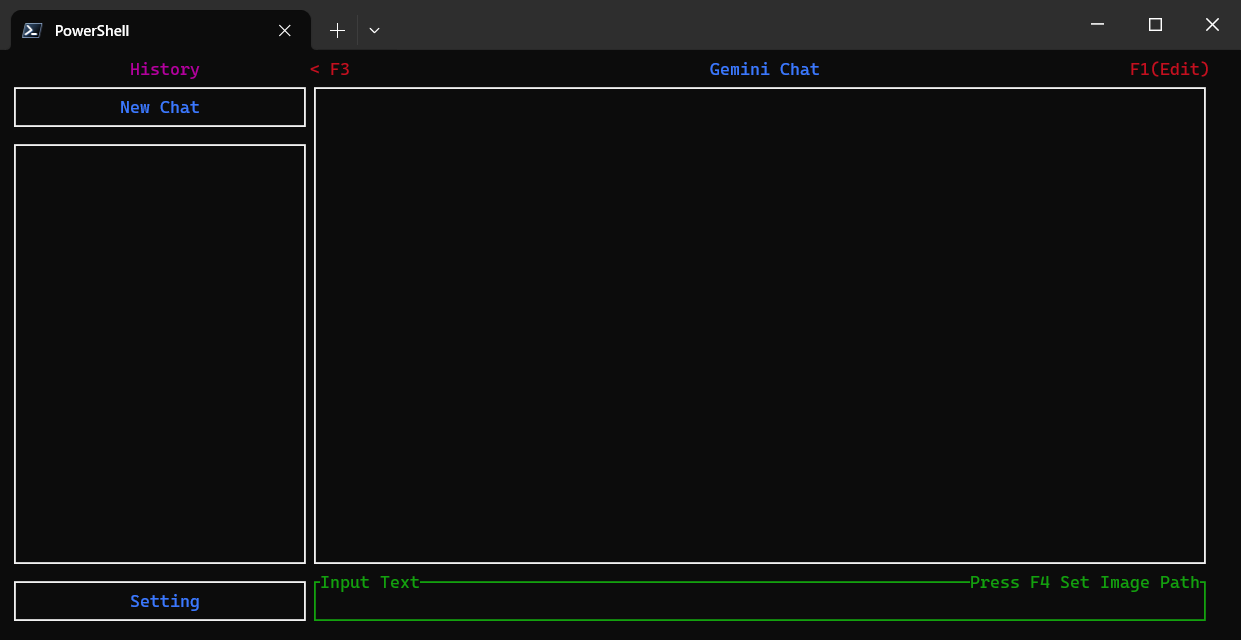 PowerShell
History < F3 Gemini Chat F1(Edit)
New Chat
Setting
Input Text Press F4 Set Image Path